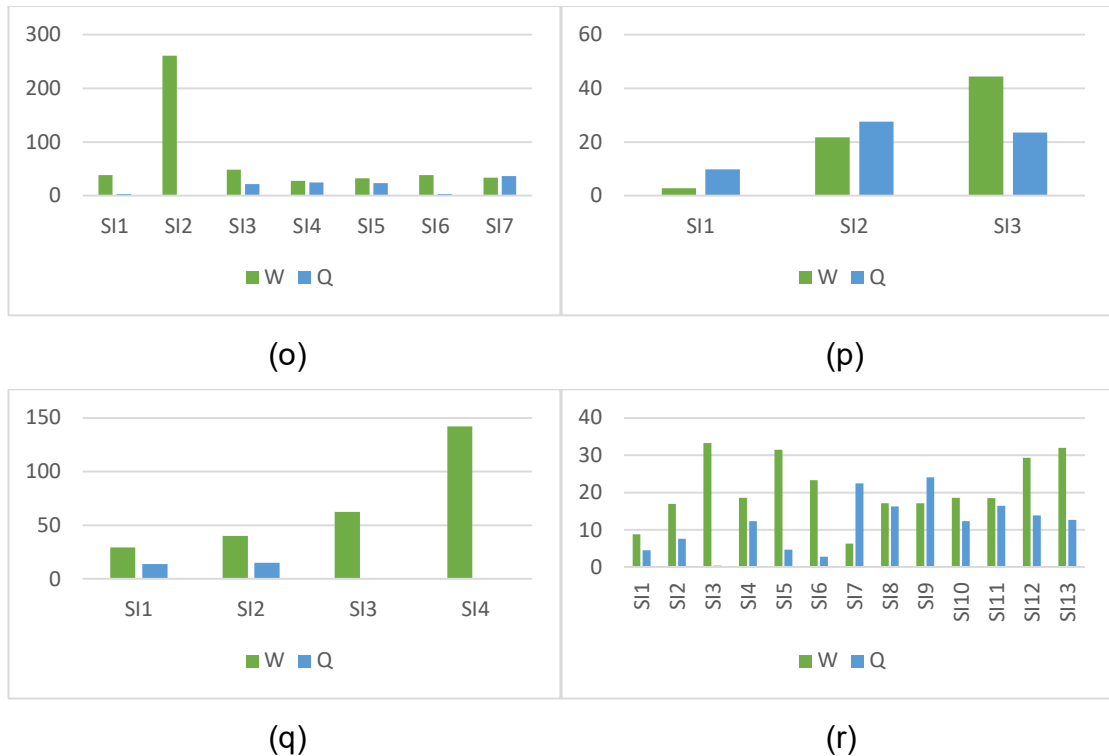 300
200
100
0
SI1 SI2 SI3 SI4 SI5 SI6 SI7
W Q
(o)
60
40
20
0
SI1 SI2 SI3
W Q
(p)
150
100
50
0
SI1 SI2 SI3 SI4
W Q
(q)
40
30
20
10
0
SI1 SI2 SI3 SI4 SI5 SI6 SI7 SI8 SI9 SI10 SI11 SI12 SI13
W Q
(r)